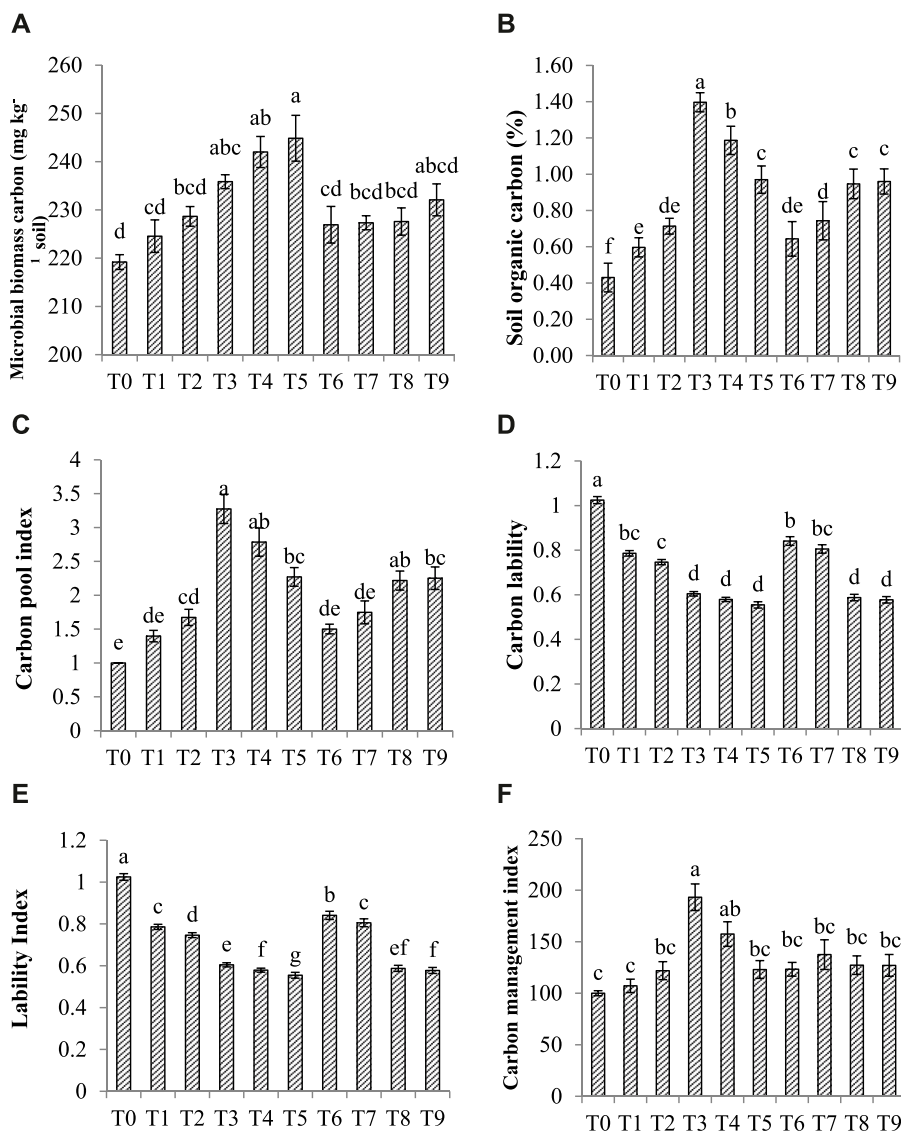 A
Microbial biomass carbon (mg kg-
1 soil)
260
250
240
230
220
210
200
d cd bcd abc ab a cd bcd bcd abcd
T0 T1 T2 T3 T4 T5 T6 T7 T8 T9
B
Soil organic carbon (%)
1.60
1.40
1.20
1.00
0.80
0.60
0.40
0.20
0.00
f e de a b c de d c c
T0 T1 T2 T3 T4 T5 T6 T7 T8 T9
C
Carbon pool index
4
3.5
3
2.5
2
1.5
1
0.5
0
e de cd a ab bc de de ab bc
T0 T1 T2 T3 T4 T5 T6 T7 T8 T9
D
Carbon lability
1.2
1
0.8
0.6
0.4
0.2
0
a bc c d d d b bc d d
T0 T1 T2 T3 T4 T5 T6 T7 T8 T9
E
Lability Index
1.2
1
0.8
0.6
0.4
0.2
0
a c d e f g b c ef f
T0 T1 T2 T3 T4 T5 T6 T7 T8 T9
F
Carbon management index
250
200
150
100
50
0
c c bc a ab bc bc bc bc bc
T0 T1 T2 T3 T4 T5 T6 T7 T8 T9